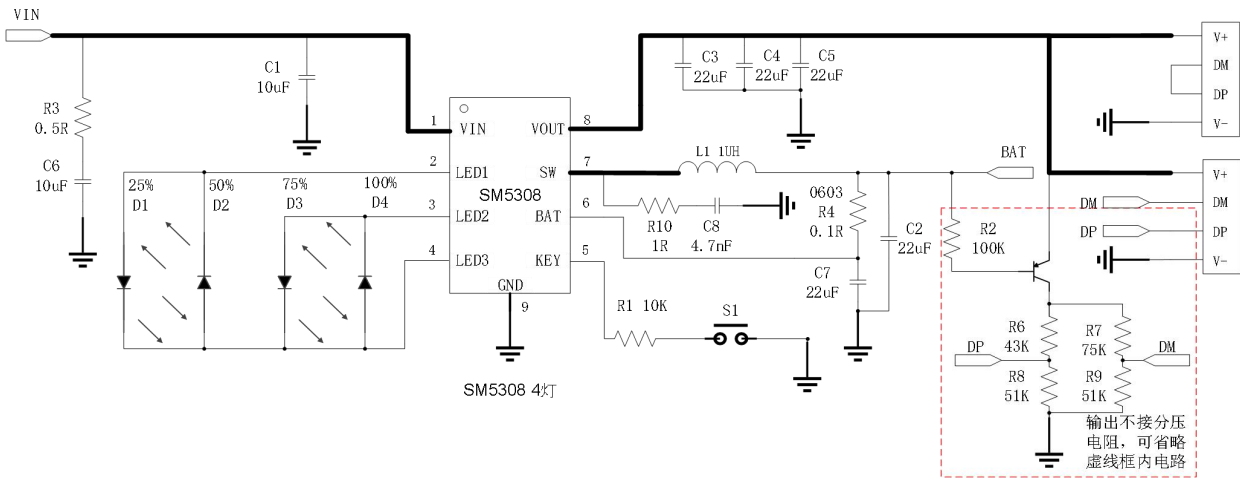 VIN
R3
0.5R
C6
10uF
C1
10uF
25%
D1
50%
D2
75%
D3
100%
D4
1
2
3
4
VIN
LED1
LED2
LED3
SM5308
VOUT
SW
BAT
KEY
GND
9
8
7
6
5
SM5308 4灯
C3
22uF
C4
22uF
C5
22uF
L1 1UH
BAT
R10
1R
C8
4.7nF
0603
R4
0.1R
C2
22uF
C7
22uF
R1 10K
S1
R2
100K
DP
R6
43K
R8
51K
R7
75K
R9
51K
DM
输出不接分压
电阻，可省略
虚线框内电路
V+
DM
DP
V-
DM
DP
V+
DM
DP
V-